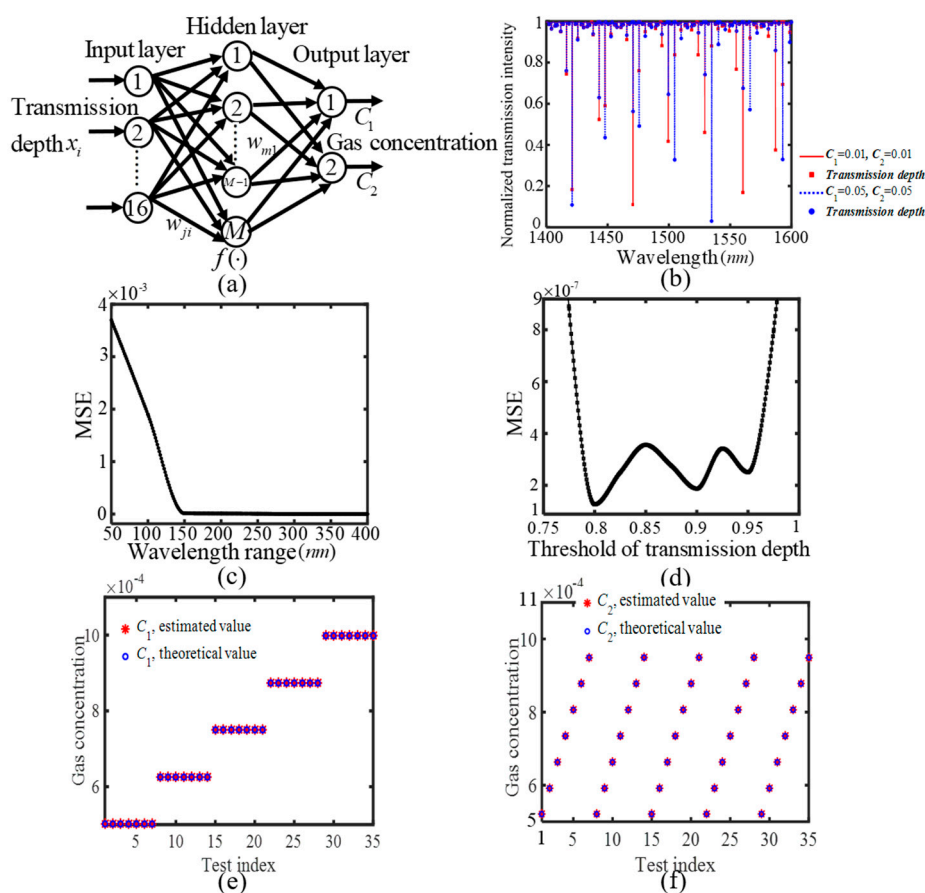 Hidden layer
Input layer
Output layer
1
1
Transmission
2
1
C1
depth xi
2
wm1
Gas concentration
M−1
2
C2
16
wji
M
f(·)
(a)
Normalized transmission intensity
1
0.8
0.6
0.4
0.2
0
1400
1450
1500
1550
1600
Wavelength(nm)
(b)
C1=0.01, C2=0.01
Transmission depth
C1=0.05, C2=0.05
Transmission depth
×10-3
4
3
2
1
0
MSE
50 100 150 200 250 300 350 400
Wavelength range(nm)
(c)
×10-7
9
7
6
4
2
1
MSE
0.75 0.8 0.85 0.9 0.95 1
Threshold of transmission depth
(d)
×10-4
10
8
6
Gas concentration
C1, estimated value
C1, theoretical value
5 10 15 20 25 30 35
Test index
(e)
×10-4
11
10
9
8
7
6
5
Gas concentration
C2, estimated value
C2, theoretical value
1 5 10 15 20 25 30 35
Test index
(f)